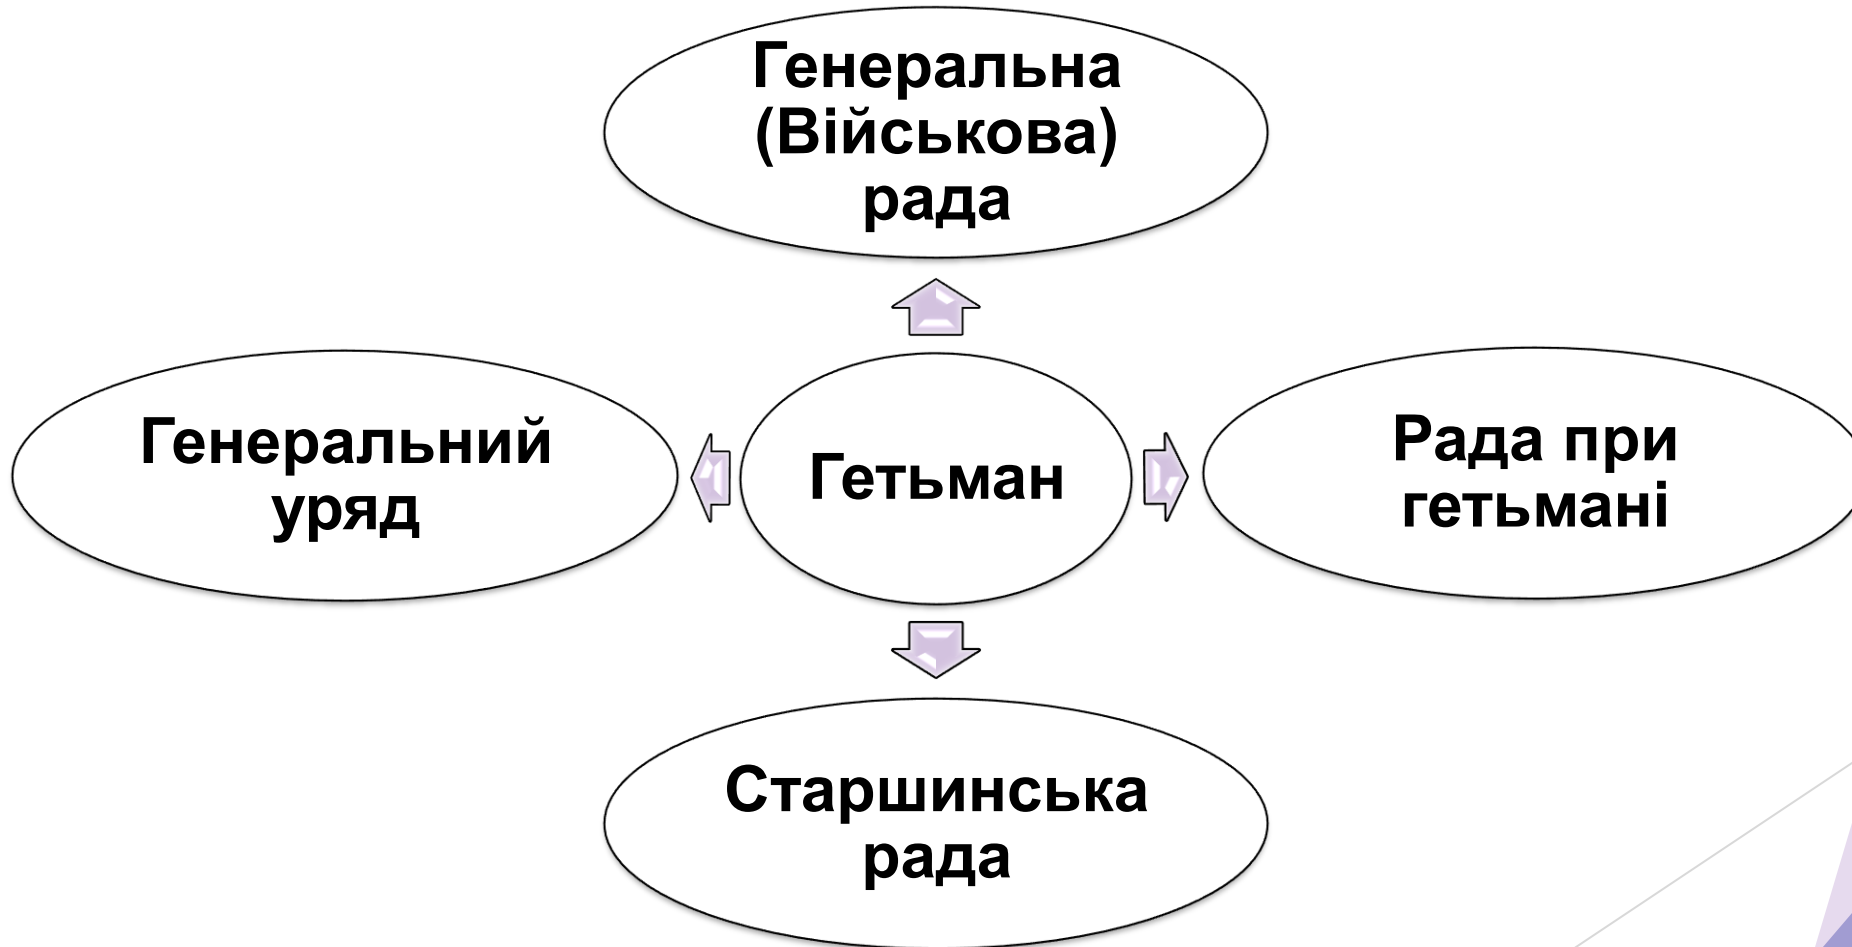 Генеральна
(Військова)
рада
Генеральний
уряд
Гетьман
Рада при
гетьмані
Старшинська
рада